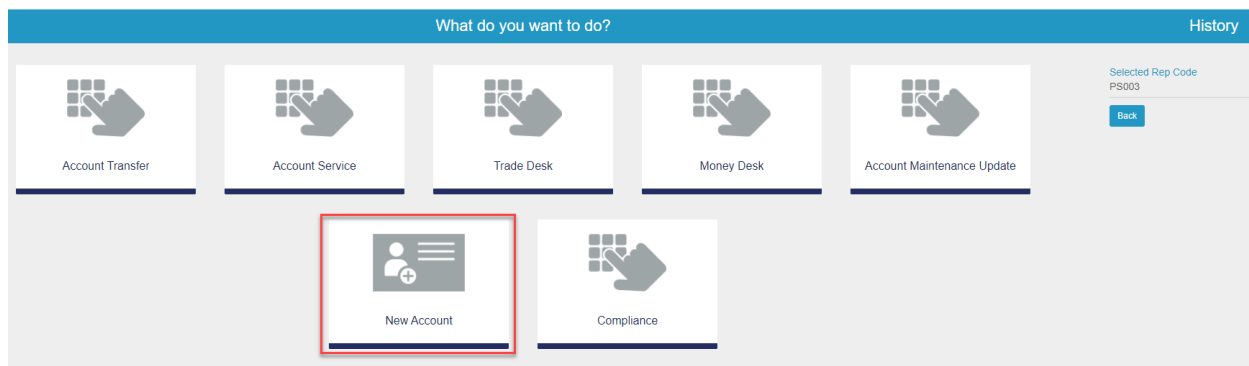 What do you want to do?
History
Account Transfer
Account Service
Trade Desk
Money Desk
Account Maintenance Update
Selected Rep Code
PS003
Back
New Account
Compliance